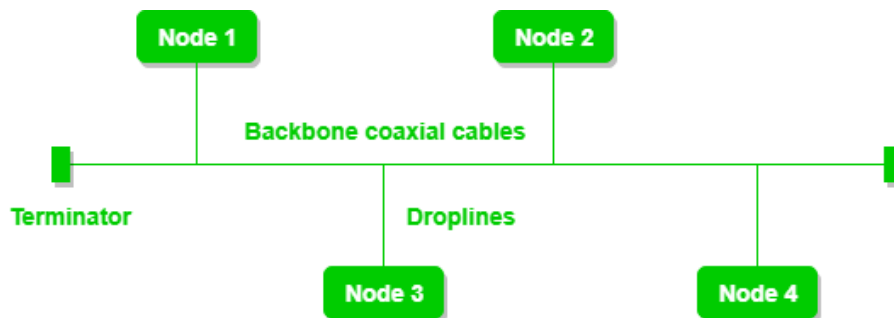 Node 1
Node 2
Backbone coaxial cables
Terminator
Droplines
Node 3
Node 4